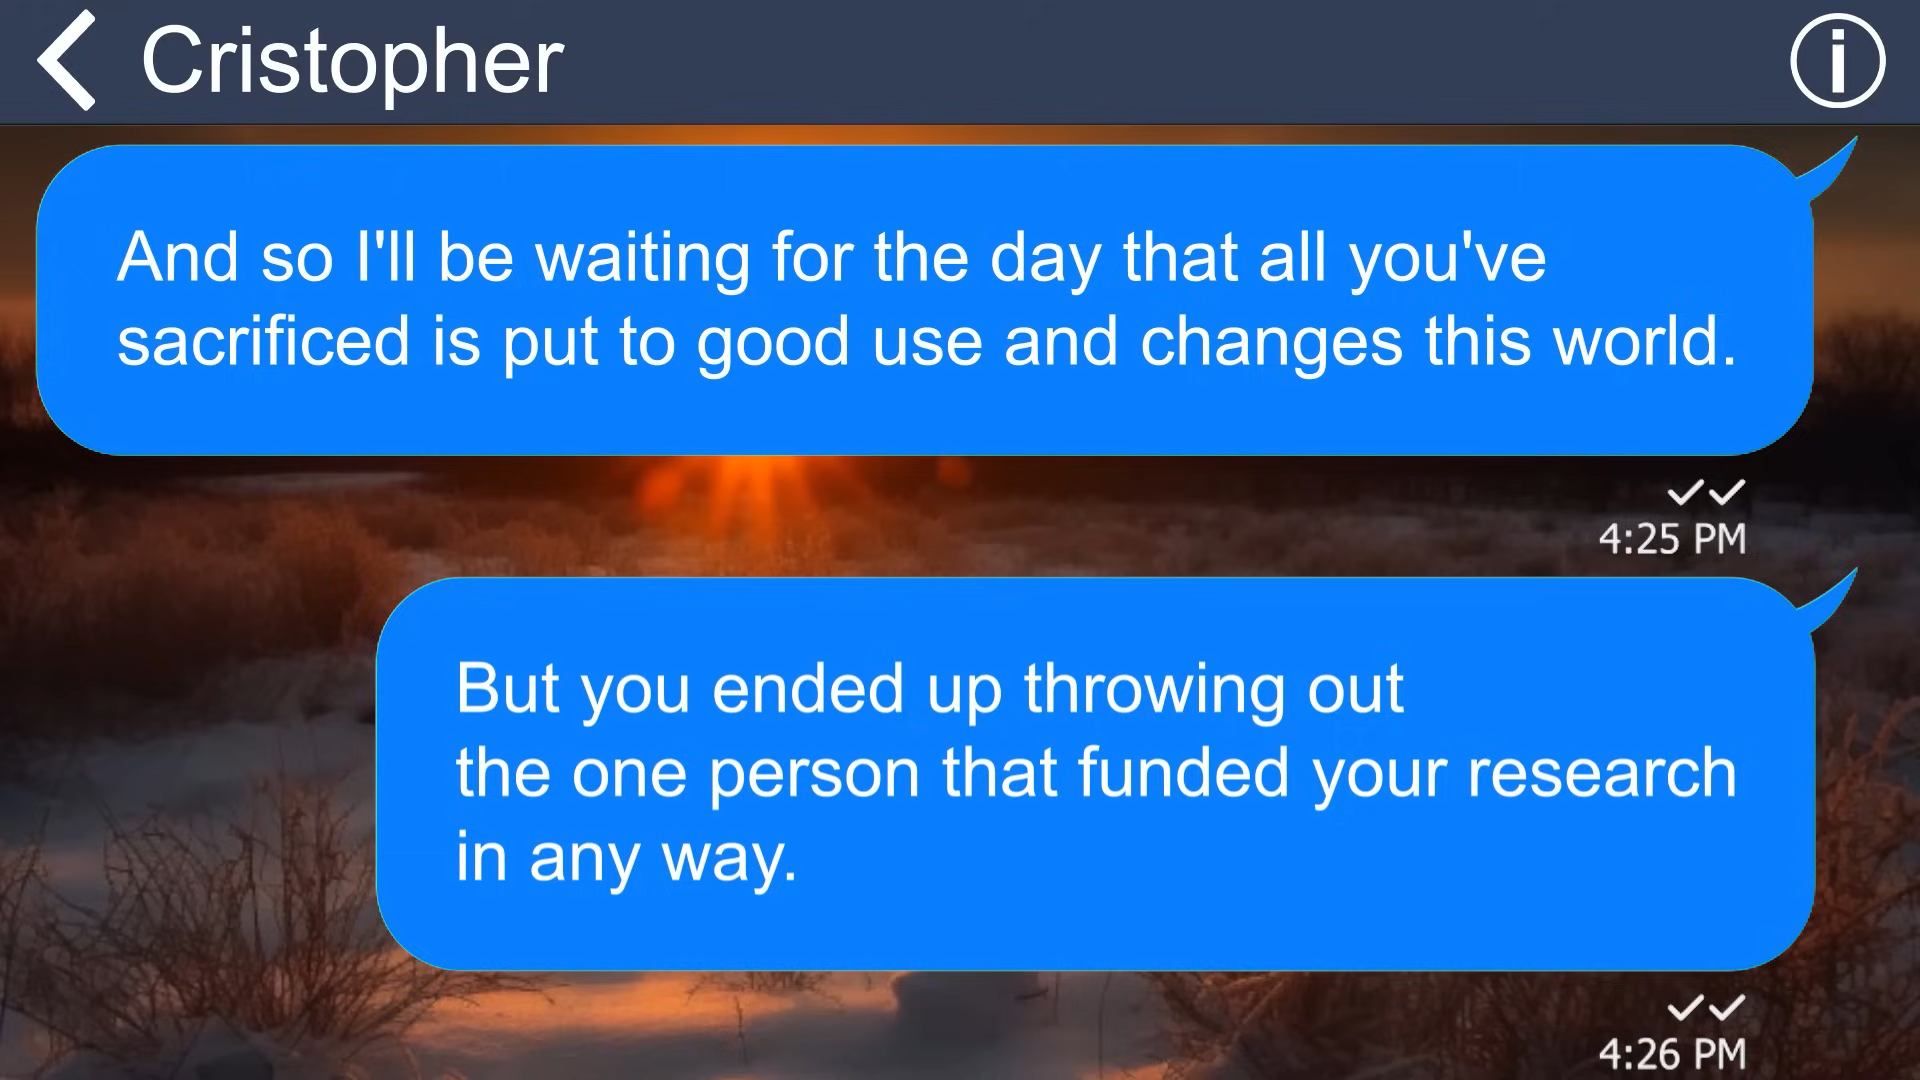 Cristopher
And so I'll be waiting for the day that all you've
sacrificed is put to good use and changes this world.
4:25 PM
But you ended up throwing out
the one person that funded your research
in any way.
4:26 PM